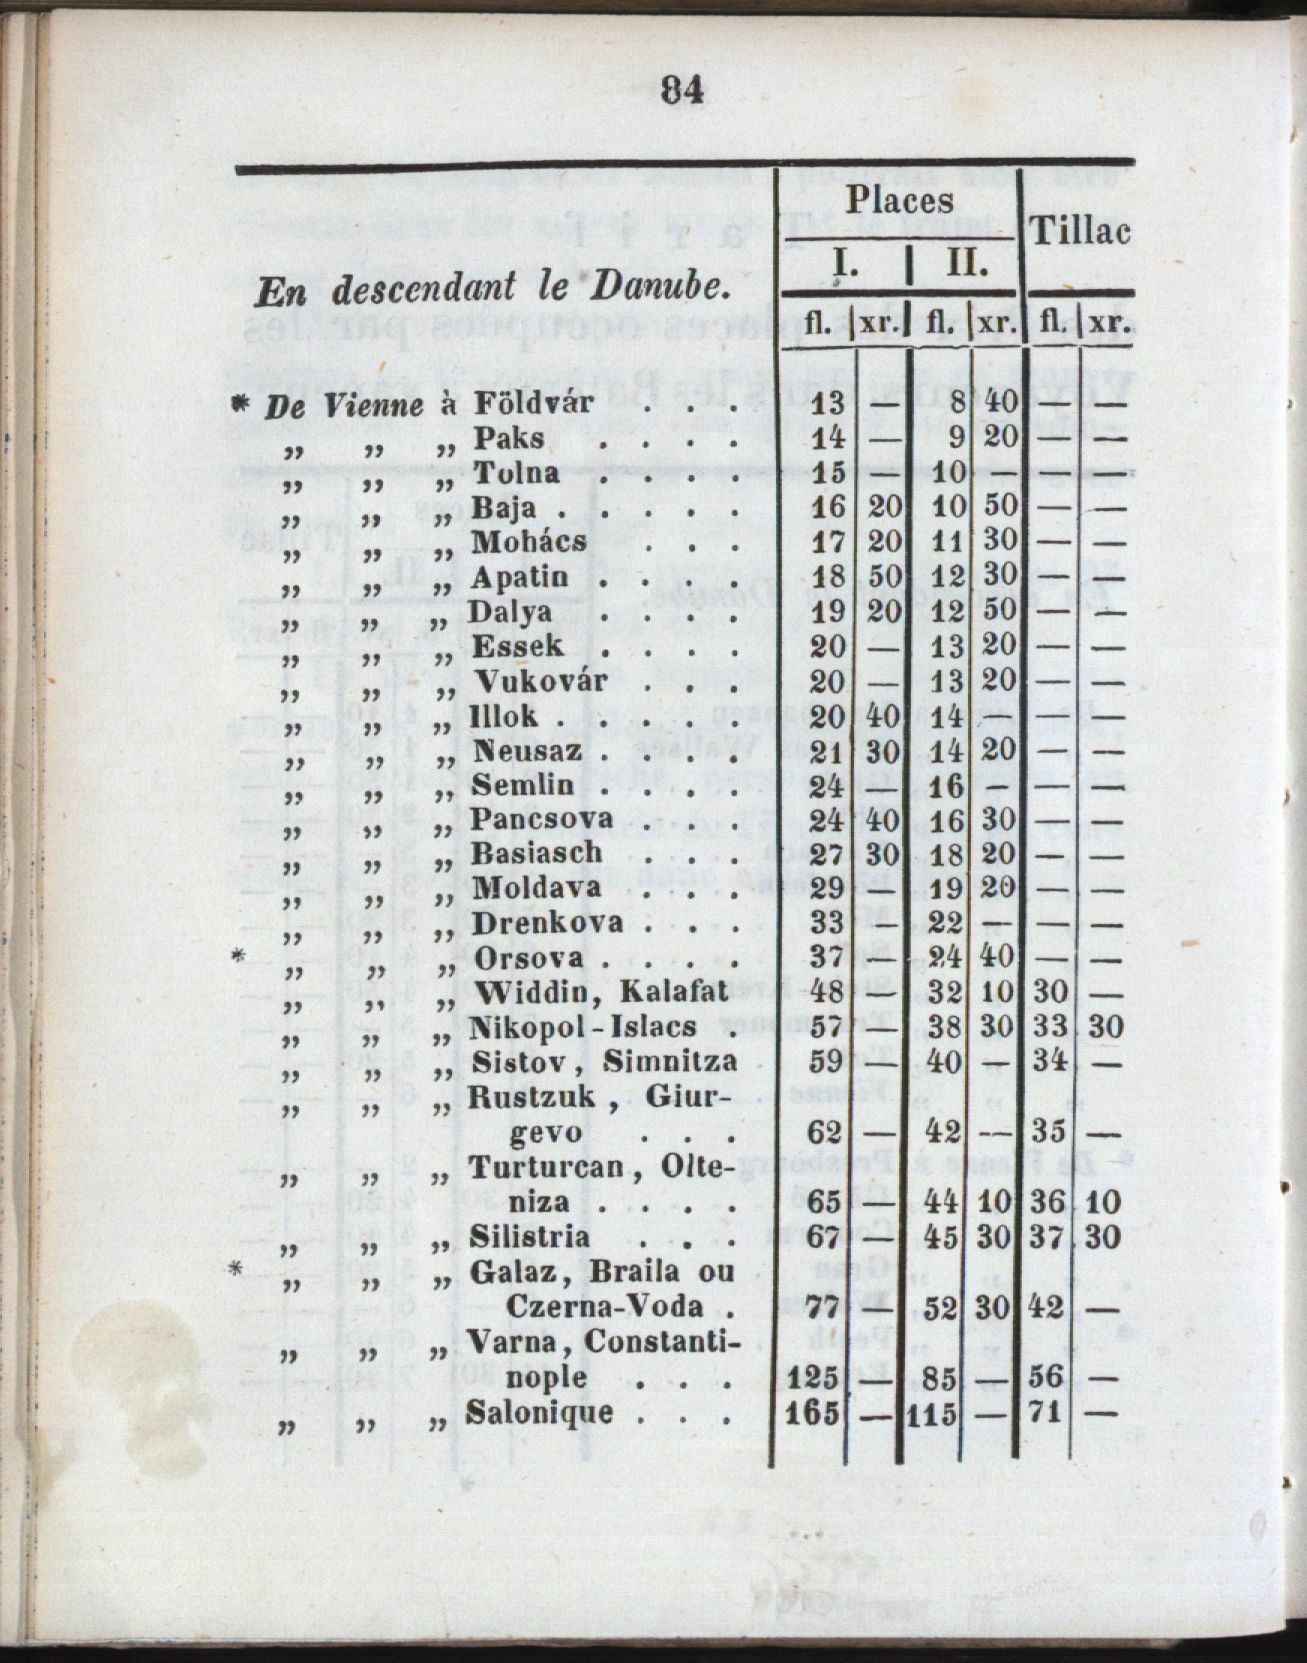 84
Places
Tillac
I. II.
En descendant le Danube.
fl. xr. fl. xr. fl. xr.
* De Vienne à Földvár . . . 13 — 8 40 — —
„ „ „ Paks . . . . 14 — 9 20 — —
„ „ „ Tolna . . . . 15 — 10 — — —
„ „ „ Baja . . . . . 16 20 10 50 — —
„ „ „ Mohács . . . 17 20 11 30 — —
„ „ „ Apatin . . . . 18 50 12 30 — —
„ „ „ Dalya . . . . 19 20 12 50 — —
„ „ „ Essek . . . . 20 — 13 20 — —
„ „ „ Vukovár . . . 20 — 13 20 — —
„ „ „ Illok . . . . . 20 40 14 — — —
„ „ „ Neusaz . . . . 21 30 14 20 — —
„ „ „ Semlin . . . . 24 — 16 — — —
„ „ „ Pancsova . . . 24 40 16 30 — —
„ „ „ Basiasch . . . 27 30 18 20 — —
„ „ „ Moldava . . . 29 — 19 20 — —
„ „ „ Drenkova . . . 33 — 22 — — —
* „ „ „ Orsova . . . . 37 — 24 40 — —
„ „ „ Widdin, Kalafat 48 — 32 10 30 —
„ „ „ Nikopol-Islacs . 57 — 38 30 33 30
„ „ „ Sistov, Simnitza 59 — 40 — 34 —
„ „ „ Rustzuk, Giur-
gevo . . . 62 — 42 — 35 —
„ „ „ Turturcan, Olte-
niza . . . . 65 — 44 10 36 10
„ „ „ Silistria . . . 67 — 45 30 37 30
* „ „ „ Galaz, Braila ou
Czerna-Voda . 77 — 52 30 42 —
„ „ „ Varna, Constanti-
nople . . . 125 — 85 — 56 —
„ „ „ Salonique . . . 165 — 115 — 71 —